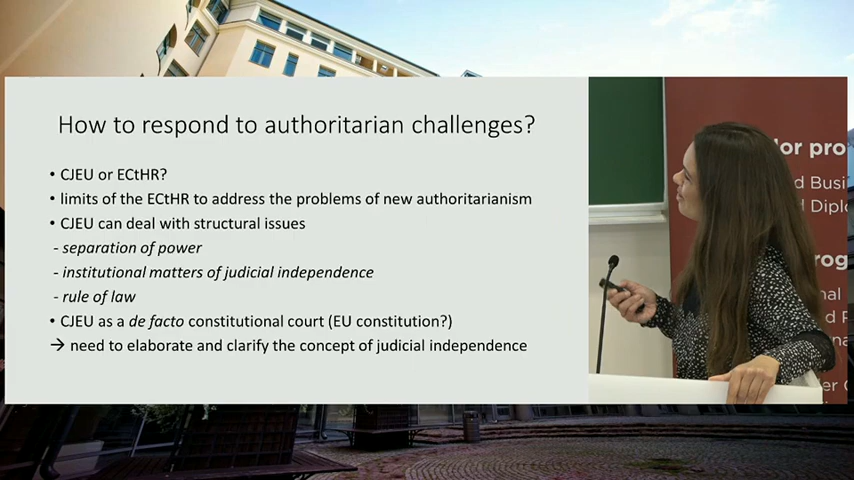 How to respond to authoritarian challenges?
• CJEU or ECtHR?
• limits of the ECtHR to address the problems of new authoritarianism
• CJEU can deal with structural issues
- separation of power
- institutional matters of judicial independence
- rule of law
• CJEU as a de facto constitutional court (EU constitution?)
→ need to elaborate and clarify the concept of judicial independence